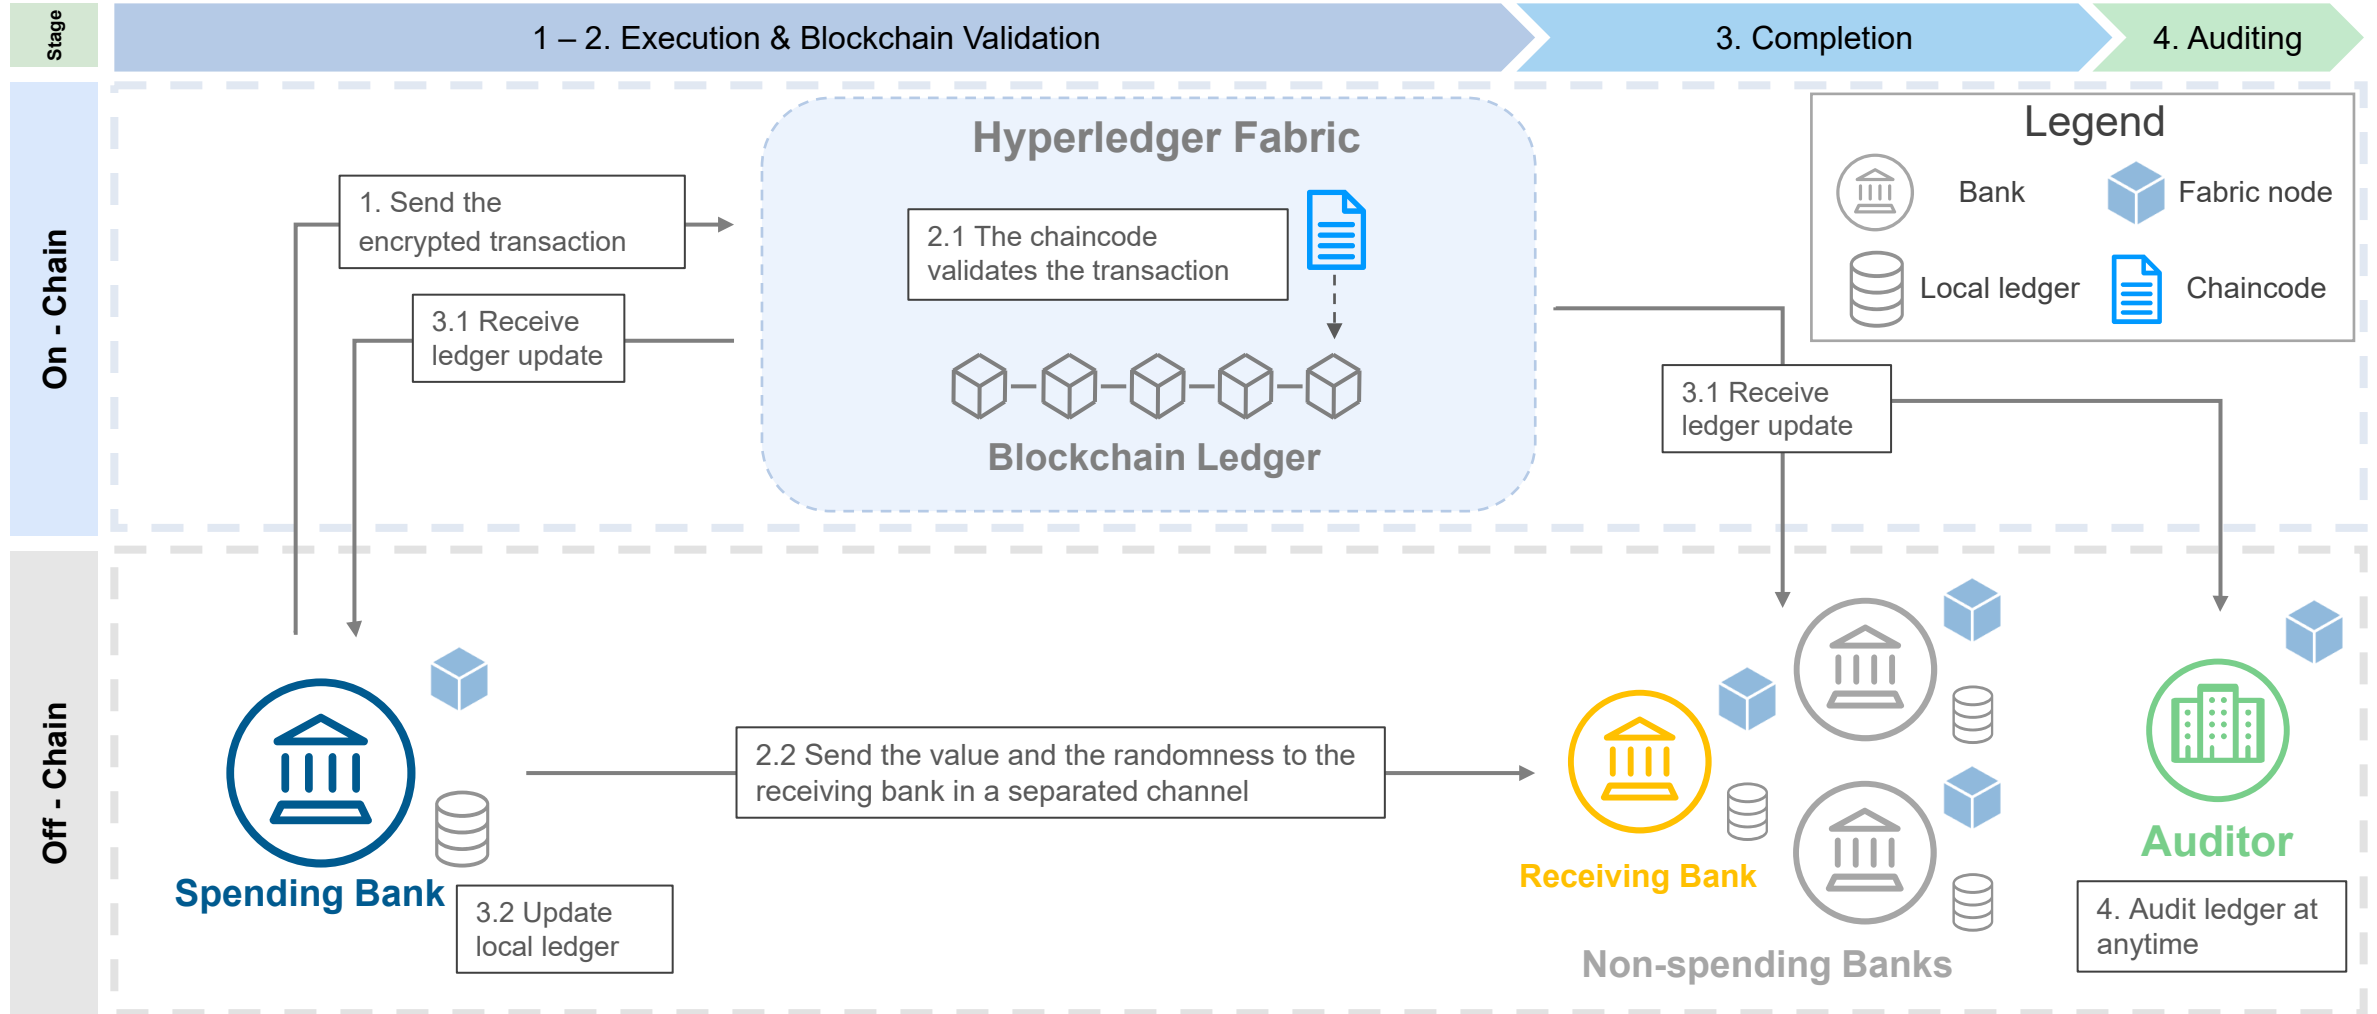 Stage
1 – 2. Execution & Blockchain Validation
3. Completion
4. Auditing
On - Chain
Hyperledger Fabric
1. Send the
encrypted transaction
2.1 The chaincode
validates the transaction
3.1 Receive
ledger update
Blockchain Ledger
Legend
Bank
Fabric node
Local ledger
Chaincode
3.1 Receive
ledger update
Off - Chain
2.2 Send the value and the randomness to the
receiving bank in a separated channel
Spending Bank
3.2 Update
local ledger
Receiving Bank
Non-spending Banks
Auditor
4. Audit ledger at
anytime